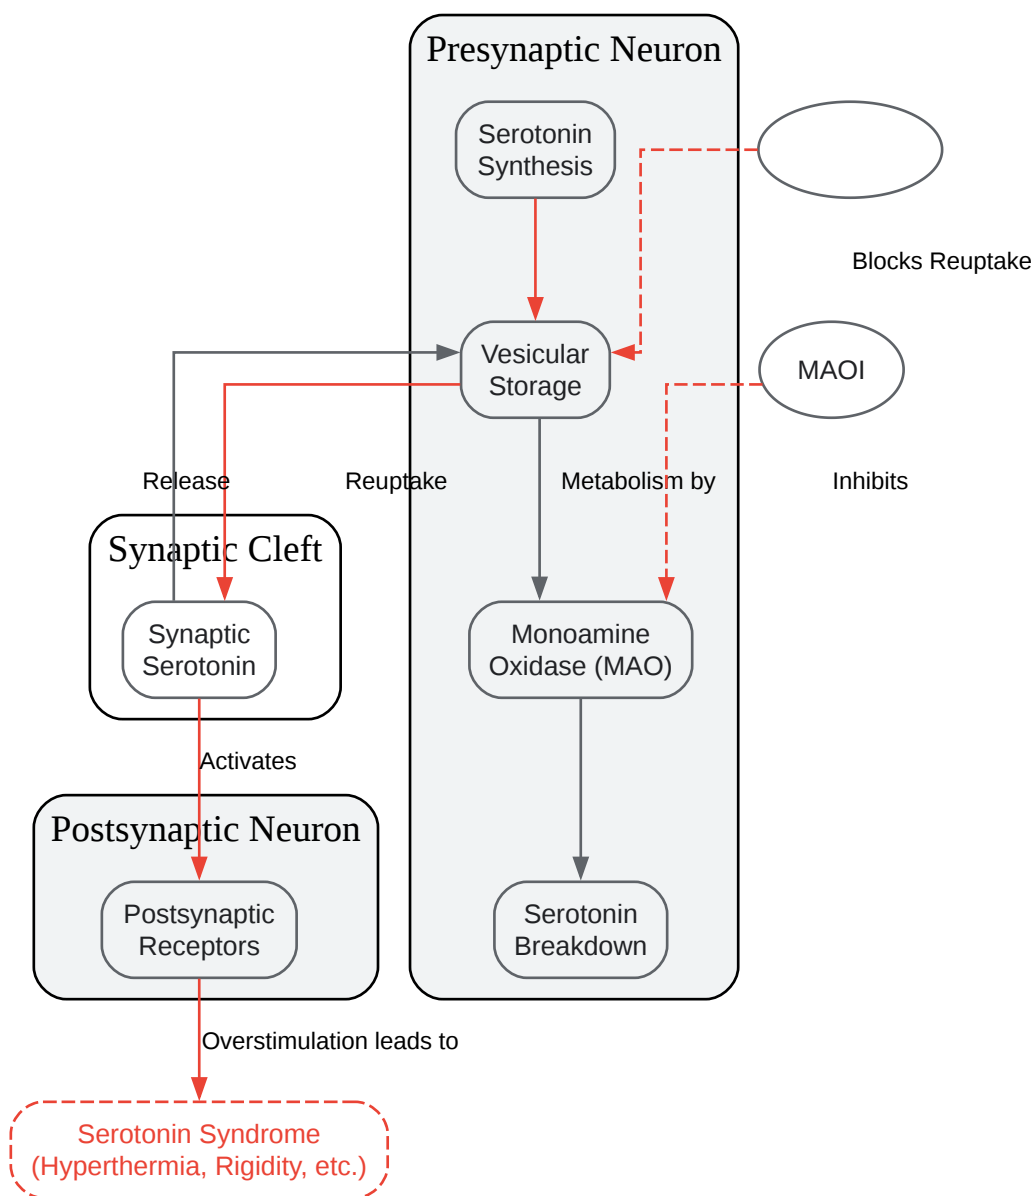 Presynaptic Neuron
Serotonin
Synthesis
Blocks Reuptake
Vesicular
Storage
MAOI
Release
Reuptake
Metabolism by
Inhibits
Synaptic Cleft
Synaptic
Serotonin
Monoamine
Oxidase (MAO)
Activates
Postsynaptic Neuron
Postsynaptic
Receptors
Serotonin
Breakdown
Overstimulation leads to
Serotonin Syndrome
(Hyperthermia, Rigidity, etc.)